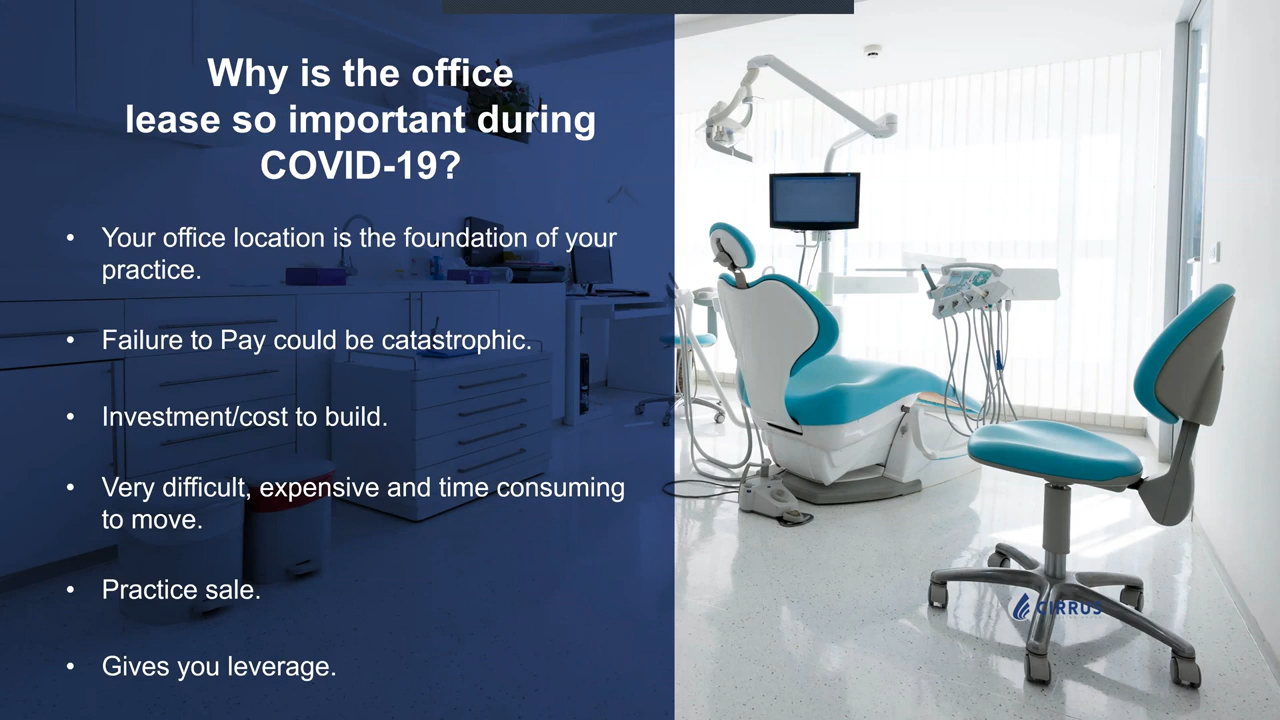 Why is the office
lease so important during
COVID-19?
• Your office location is the foundation of your
practice.
• Failure to Pay could be catastrophic.
• Investment/cost to build.
• Very difficult, expensive and time consuming
to move.
• Practice sale.
• Gives you leverage.
CIRRUS